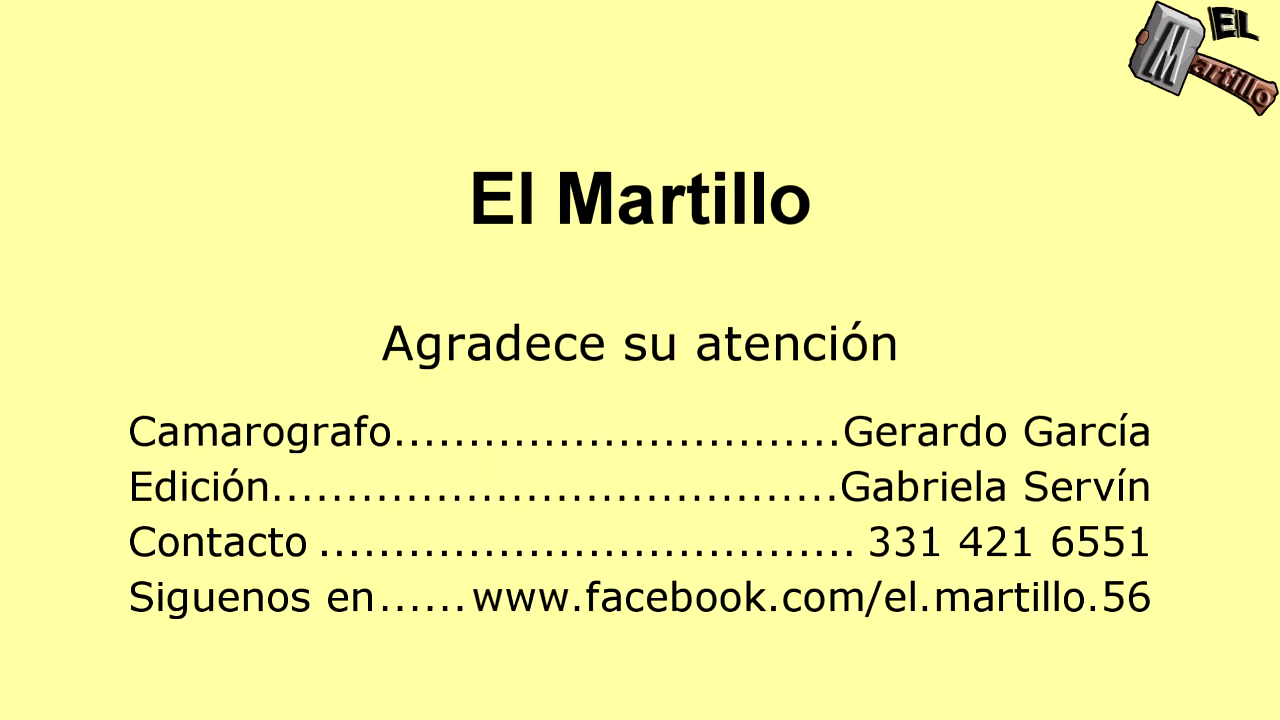 EL
Martillo
El Martillo
Agradece su atención
Camarografo..............................Gerardo García
Edición......................................Gabriela Servín
Contacto .................................... 331 421 6551
Siguenos en......www.facebook.com/el.martillo.56